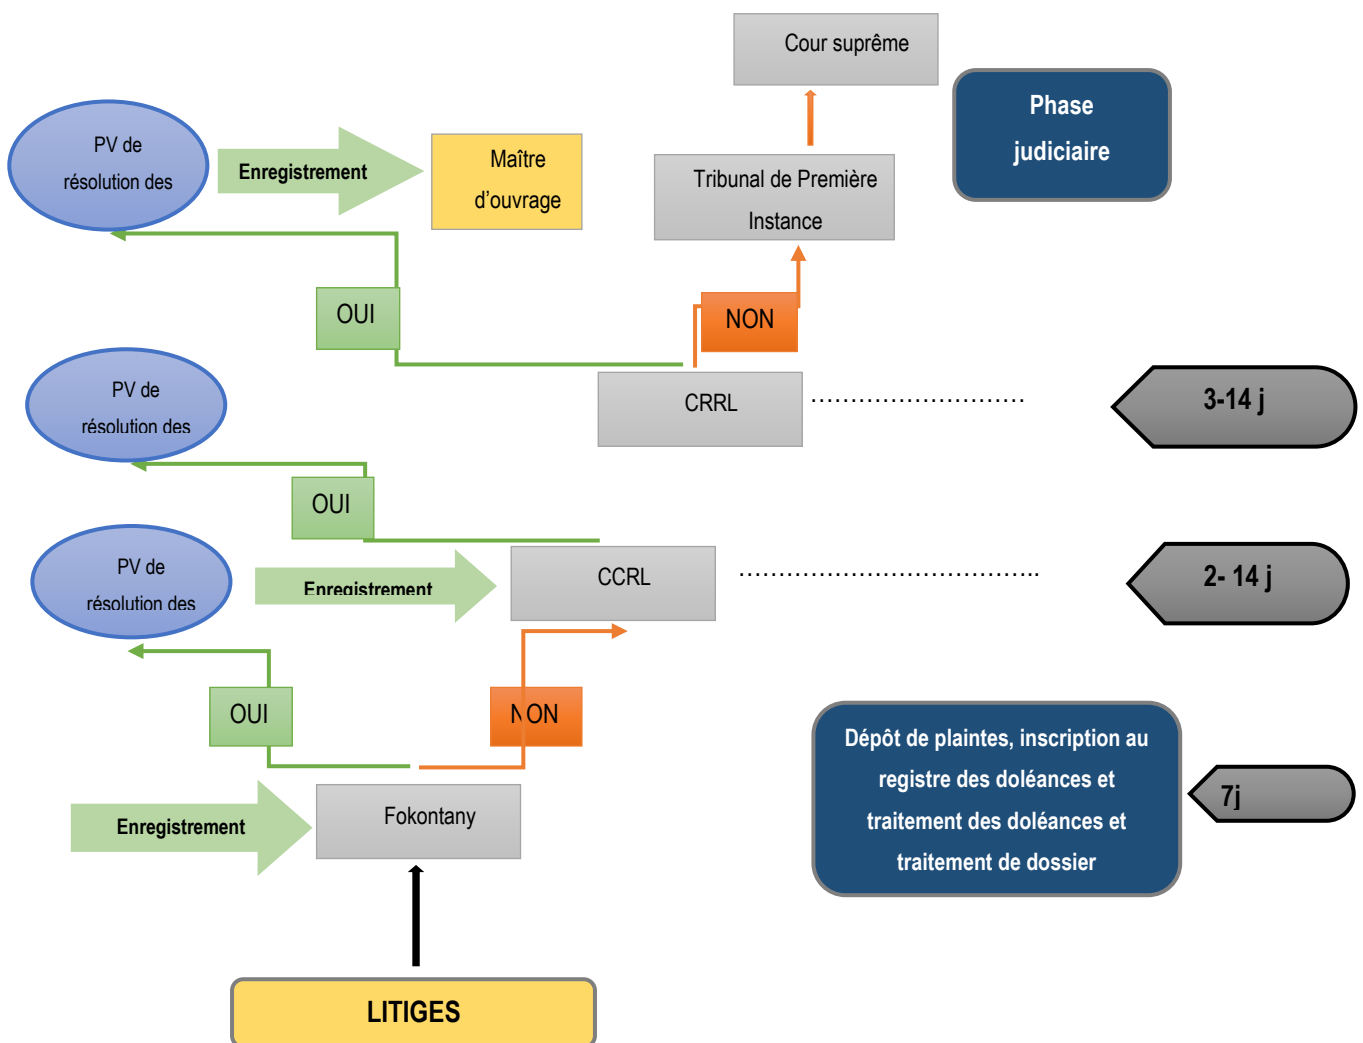 Cour suprême
Phase
judiciaire
PV de
résolution des
Enregistrement
Maître
d’ouvrage
Tribunal de Première
Instance
OUI
NON
PV de
résolution des
CRRL
………………………
3-14 j
OUI
PV de
résolution des
Enregistrement
CCRL
………………………………..
2- 14 j
OUI
NON
Dépôt de plaintes, inscription au
registre des doléances et
traitement des doléances et
traitement de dossier
7j
Enregistrement
Fokontany
LITIGES